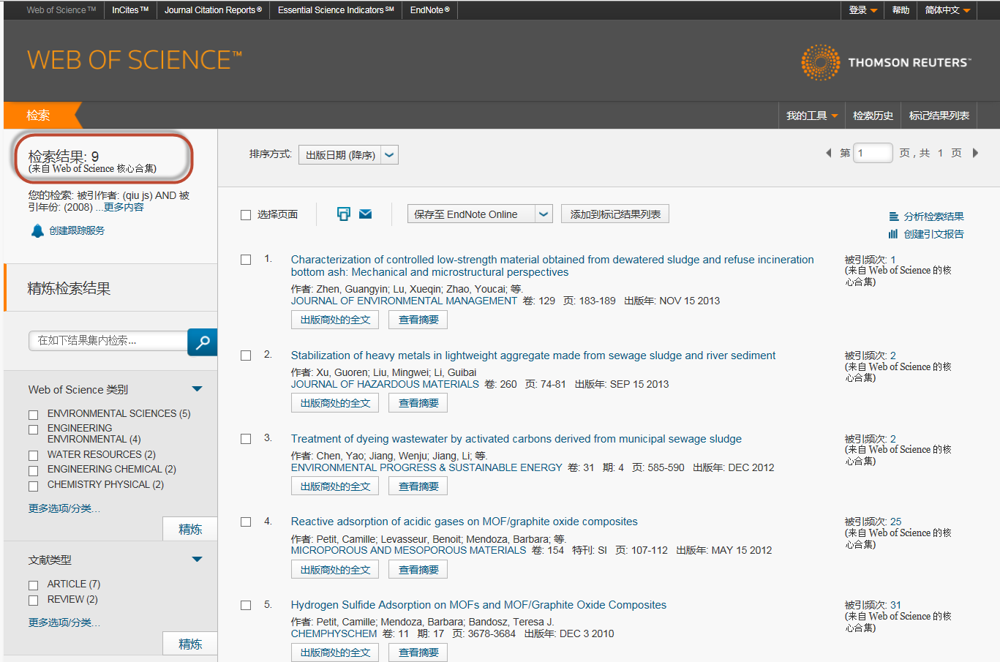 Web of Science™ InCites™ Journal Citation Reports® Essential Science Indicators℠ EndNote® 登录 帮助 简体中文
WEB OF SCIENCE™
THOMSON REUTERS™
检索 我的工具 检索历史 标记结果列表
检索结果: 9
(来自 Web of Science 核心合集)
您的检索: 被引作者: (qiu js) AND 被
引年份: (2008) ...更多内容
创建跟踪服务
精炼检索结果
在如下结果集内检索...
Web of Science 类别
ENVIRONMENTAL SCIENCES (5)
ENGINEERING
ENVIRONMENTAL (4)
WATER RESOURCES (2)
ENGINEERING CHEMICAL (2)
CHEMISTRY PHYSICAL (2)
更多选项/分类...
精炼
文献类型
ARTICLE (7)
REVIEW (2)
更多选项/分类...
精炼
排序方式: 出版日期 (降序) 第 1 页 , 共 1 页
选择页面 保存至 EndNote Online 添加到标记结果列表
分析检索结果
创建引文报告
1. Characterization of controlled low-strength material obtained from dewatered sludge and refuse incineration
bottom ash: Mechanical and microstructural perspectives
作者: Zhen, Guangyin; Lu, Xueqin; Zhao, Youcai; 等.
JOURNAL OF ENVIRONMENTAL MANAGEMENT 卷: 129 页: 183-189 出版年: NOV 15 2013
出版商处的全文 查看摘要
被引频次: 1
(来自 Web of Science 的核
心合集)
2. Stabilization of heavy metals in lightweight aggregate made from sewage sludge and river sediment
作者: Xu, Guoren; Liu, Mingwei; Li, Guibai
JOURNAL OF HAZARDOUS MATERIALS 卷: 260 页: 74-81 出版年: SEP 15 2013
出版商处的全文 查看摘要
被引频次: 2
(来自 Web of Science 的核
心合集)
3. Treatment of dyeing wastewater by activated carbons derived from municipal sewage sludge
作者: Chen, Yao; Jiang, Wenju; Jiang, Li; 等.
ENVIRONMENTAL PROGRESS & SUSTAINABLE ENERGY 卷: 31 期: 4 页: 585-590 出版年: DEC 2012
出版商处的全文 查看摘要
被引频次: 2
(来自 Web of Science 的核
心合集)
4. Reactive adsorption of acidic gases on MOF/graphite oxide composites
作者: Petit, Camille; Levasseur, Benoit; Mendoza, Barbara; 等.
MICROPOROUS AND MESOPOROUS MATERIALS 卷: 154 特刊: SI 页: 107-112 出版年: MAY 15 2012
出版商处的全文 查看摘要
被引频次: 25
(来自 Web of Science 的核
心合集)
5. Hydrogen Sulfide Adsorption on MOFs and MOF/Graphite Oxide Composites
作者: Petit, Camille; Mendoza, Barbara; Bandosz, Teresa J.
CHEMPHYSCHEM 卷: 11 期: 17 页: 3678-3684 出版年: DEC 3 2010
出版商处的全文 查看摘要
被引频次: 31
(来自 Web of Science 的核
心合集)